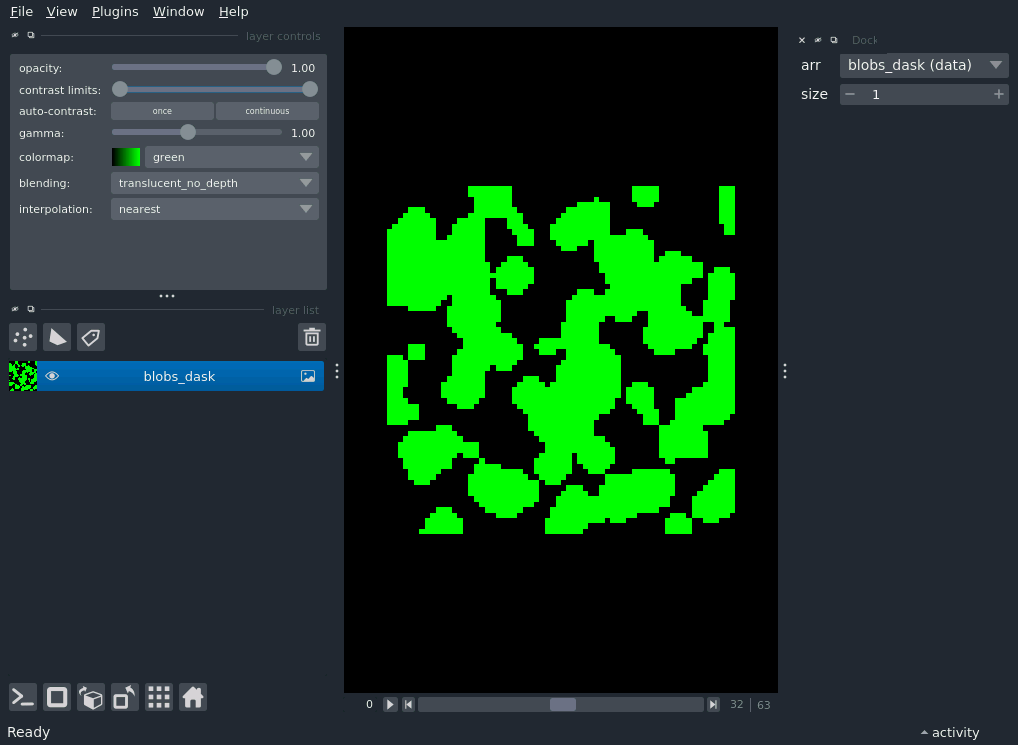 File View Plugins Window Help
layer controls
opacity: 1.00
contrast limits:
auto-contrast: once continuous
gamma: 1.00
colormap: green
blending: translucent_no_depth
interpolation: nearest
layer list
blobs_dask
0 32 63
Ready
activity
Dock
arr blobs_dask (data)
size 1